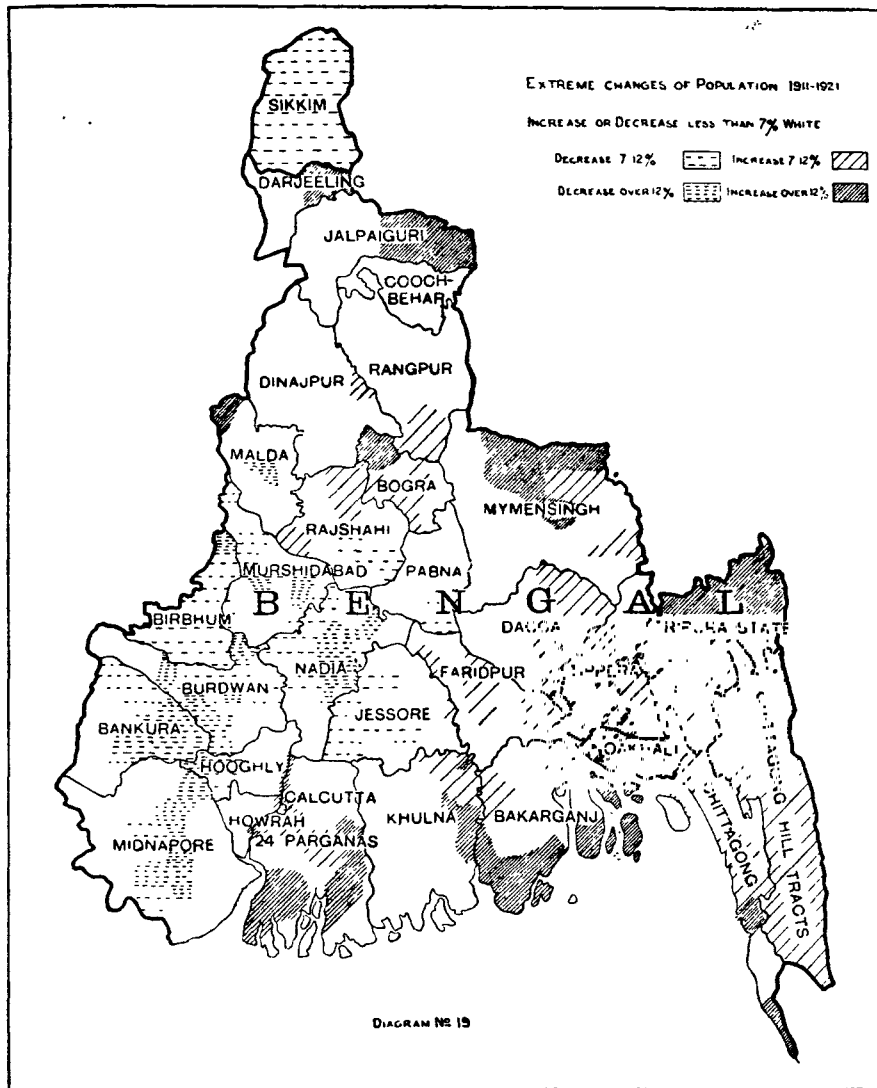 EXTREME CHANGES OF POPULATION 1911-1921
INCREASE OR DECREASE LESS THAN 7% WHITE
DECREASE 7 12% INCREASE 7 12%
DECREASE OVER 12% INCREASE OVER 12%
SIKKIM
DARJEELING
JALPAIGURI
COOCH-
BEHAR
DINAJPUR
RANGPUR
MALDA
BOGRA
MYMENSINGH
RAJSHAHI
MURSHIDABAD
PABNA
BENGAL
BIRBHUM
DACCA
NADIA
FARIDPUR
BURDWAN
JESSORE
BANKURA
HOOGHLY
CALCUTTA
HOWRAH
KHULNA
BAKARGANJ
24 PARGANAS
MIDNAPORE
CHITTAGONG
HILL TRACTS
DIAGRAM No 19